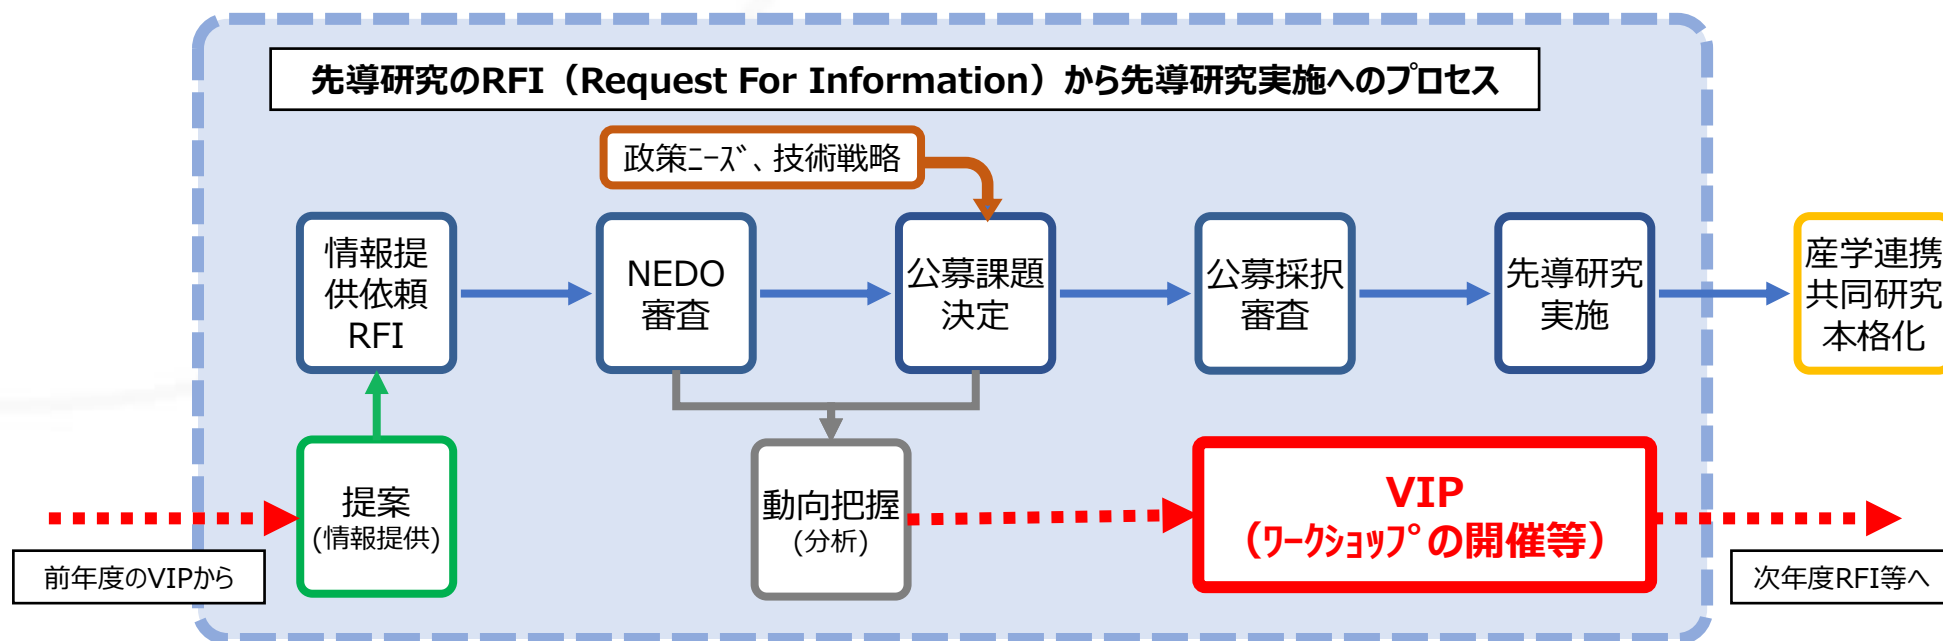 先導研究のRFI（Request For Information）から先導研究実施へのプロセス
政策ﾆｰｽﾞ、技術戦略
情報提
供依頼
RFI
NEDO
審査
公募課題
決定
公募採択
審査
先導研究
実施
産学連携
共同研究
本格化
提案
(情報提供)
動向把握
(分析)
VIP
（ﾜｰｸｼｮｯﾌﾟの開催等）
前年度のVIPから
次年度RFI等へ